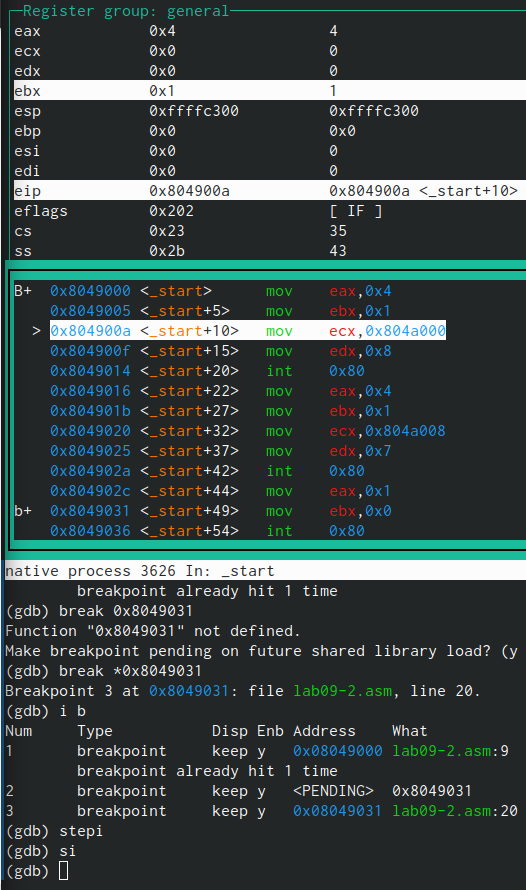 Register group: general
eax 0x4 4
ecx 0x0 0
edx 0x0 0
ebx 0x1 1
esp 0xffffc300 0xffffc300
ebp 0x0 0x0
esi 0x0 0
edi 0x0 0
eip 0x804900a 0x804900a <_start+10>
eflags 0x202 [ IF ]
cs 0x23 35
ss 0x2b 43
B+ 0x8049000 <_start> mov eax,0x4
0x8049005 <_start+5> mov ebx,0x1
> 0x804900a <_start+10> mov ecx,0x804a000
0x804900f <_start+15> mov edx,0x8
0x8049014 <_start+20> int 0x80
0x8049016 <_start+22> mov eax,0x4
0x804901b <_start+27> mov ebx,0x1
0x8049020 <_start+32> mov ecx,0x804a008
0x8049025 <_start+37> mov edx,0x7
0x804902a <_start+42> int 0x80
0x804902c <_start+44> mov eax,0x1
b+ 0x8049031 <_start+49> mov ebx,0x0
0x8049036 <_start+54> int 0x80
native process 3626 In: _start
breakpoint already hit 1 time
(gdb) break 0x8049031
Function "0x8049031" not defined.
Make breakpoint pending on future shared library load? (y
(gdb) break *0x8049031
Breakpoint 3 at 0x8049031: file lab09-2.asm, line 20.
(gdb) i b
Num Type Disp Enb Address What
1 breakpoint keep y 0x08049000 lab09-2.asm:9
breakpoint already hit 1 time
2 breakpoint keep y <PENDING> 0x8049031
3 breakpoint keep y 0x08049031 lab09-2.asm:20
(gdb) stepi
(gdb) si
(gdb)